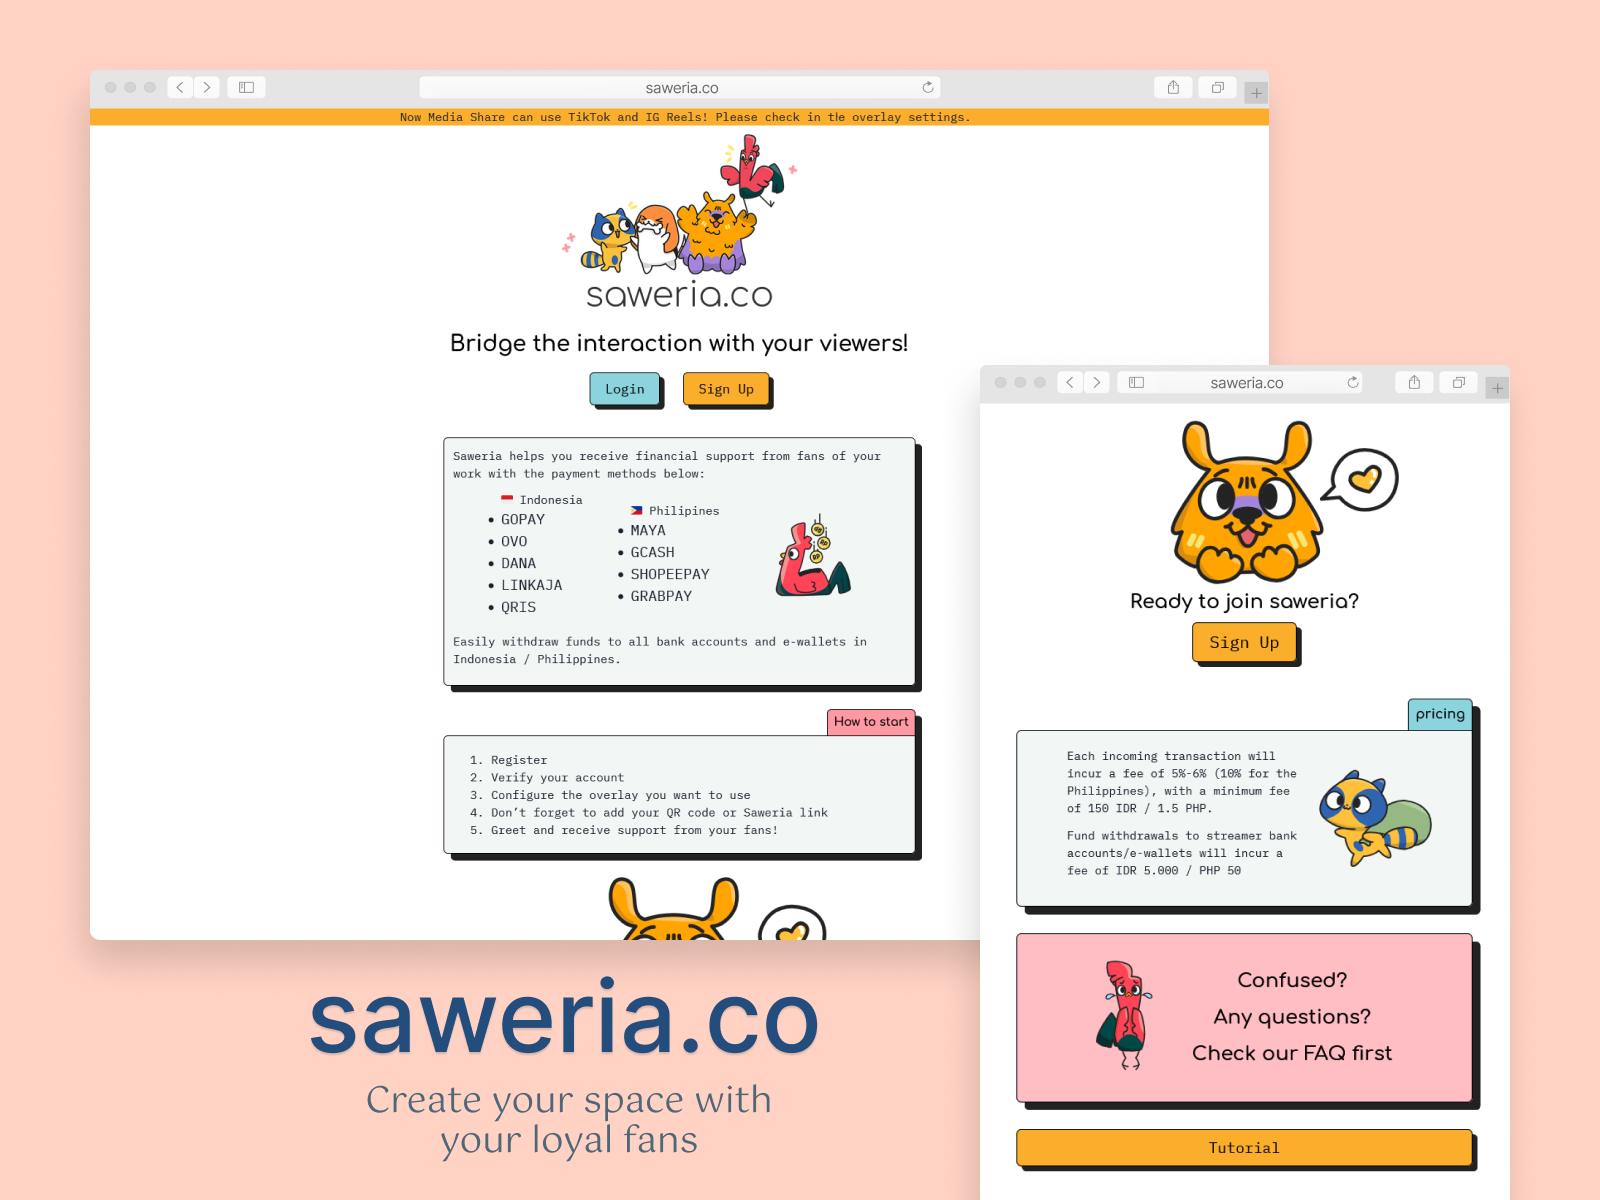 saweria.co
Now Media Share can use TikTok and IG Reels! Please check in the overlay settings.
saweria.co
Bridge the interaction with your viewers!
Login
Sign Up
Saweria helps you receive financial support from fans of your
work with the payment methods below:
Indonesia
• GOPAY
• OVO
• DANA
• LINKAJA
• QRIS
Philipines
• MAYA
• GCASH
• SHOPEEPAY
• GRABPAY
Easily withdraw funds to all bank accounts and e-wallets in
Indonesia / Philippines.
How to start
1. Register
2. Verify your account
3. Configure the overlay you want to use
4. Don't forget to add your QR code or Saweria link
5. Greet and receive support from your fans!
saweria.co
Ready to join saweria?
Sign Up
pricing
Each incoming transaction will
incur a fee of 5%-6% (10% for the
Philippines), with a minimum fee
of 150 IDR / 1.5 PHP.
Fund withdrawals to streamer bank
accounts/e-wallets will incur a
fee of IDR 5.000 / PHP 50
Confused?
Any questions?
Check our FAQ first
Tutorial
saweria.co
Create your space with
your loyal fans